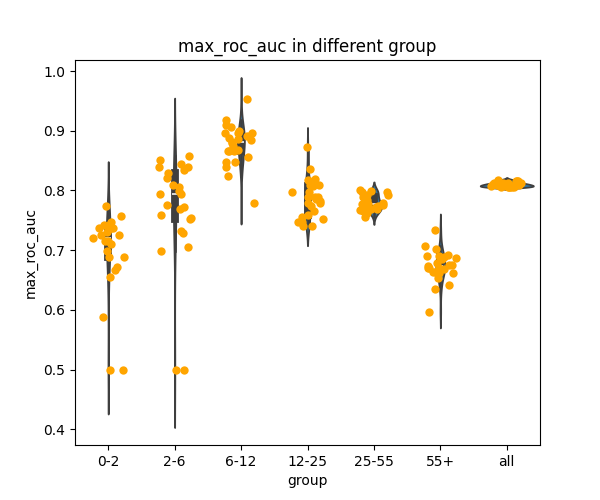 max_roc_auc in different group
max_roc_auc
1.0
0.9
0.8
0.7
0.6
0.5
0.4
0-2 2-6 6-12 12-25 25-55 55+ all
group